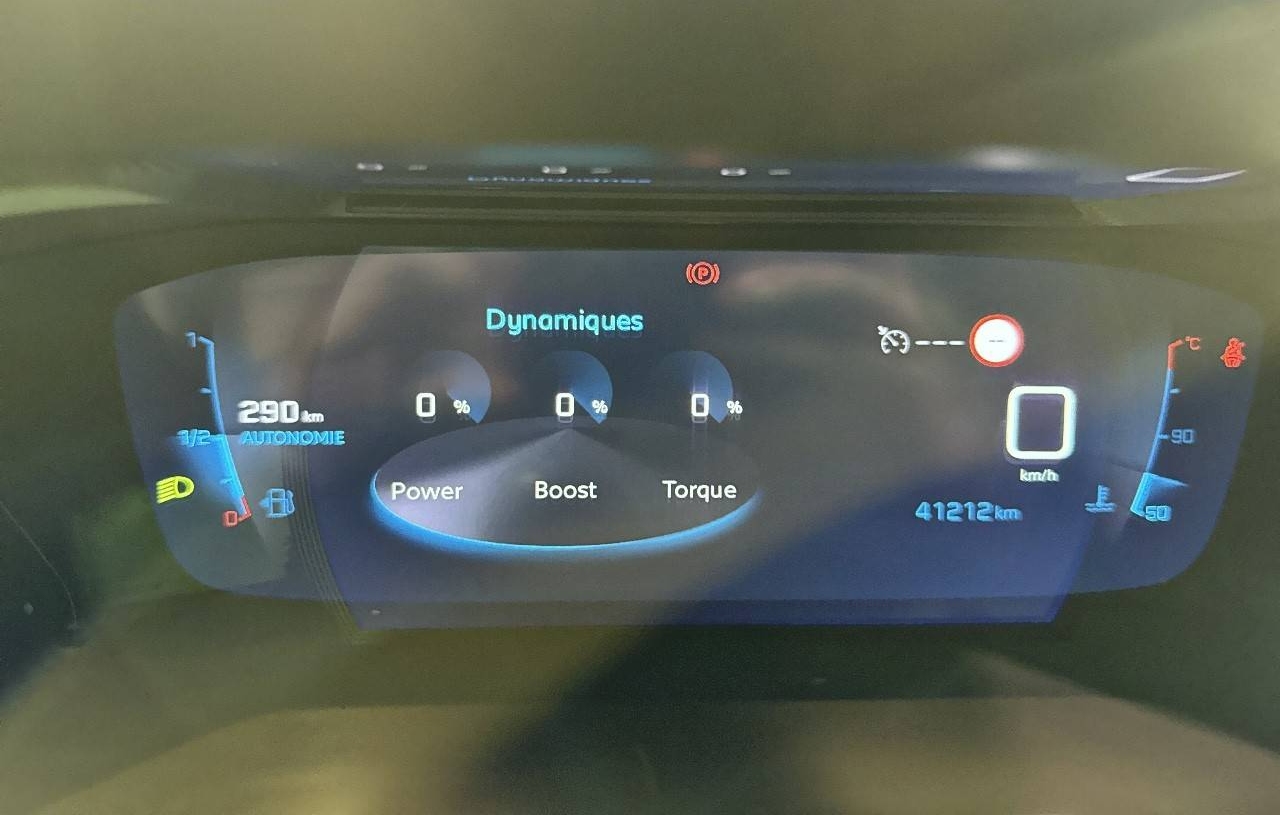 P
Dynamiques
1
--- --
°C
0 % 0 % 0 %
290 km
1/2 AUTONOMIE
0
90
km/h
Power Boost Torque
41212 km
0
50